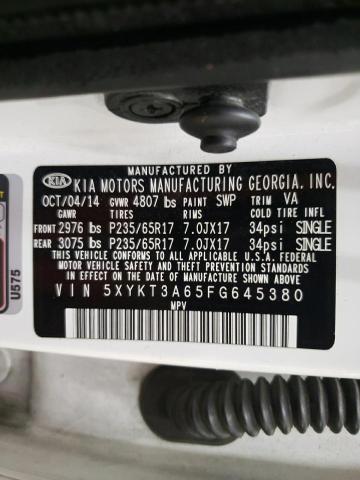 MANUFACTURED BY
KIA KIA MOTORS MANUFACTURING GEORGIA, INC.
OCT/04/14 GVWR 4807 lbs PAINT SWP TRIM VA
GAWR TIRES RIMS COLD TIRE INFL
FRONT 2976 lbs P235/65R17 7.0JX17 34psi SINGLE
REAR 3075 lbs P235/65R17 7.0JX17 34psi SINGLE
THIS VEHICLE CONFORMS TO ALL APPLICABLE U.S.A. FEDERAL
MOTOR VEHICLE SAFETY STANDARDS
IN EFFECT ON THE DATE OF MANUFACTURE SHOWN ABOVE.
VIN 5XYKT3A65FG645380
MPV
U575